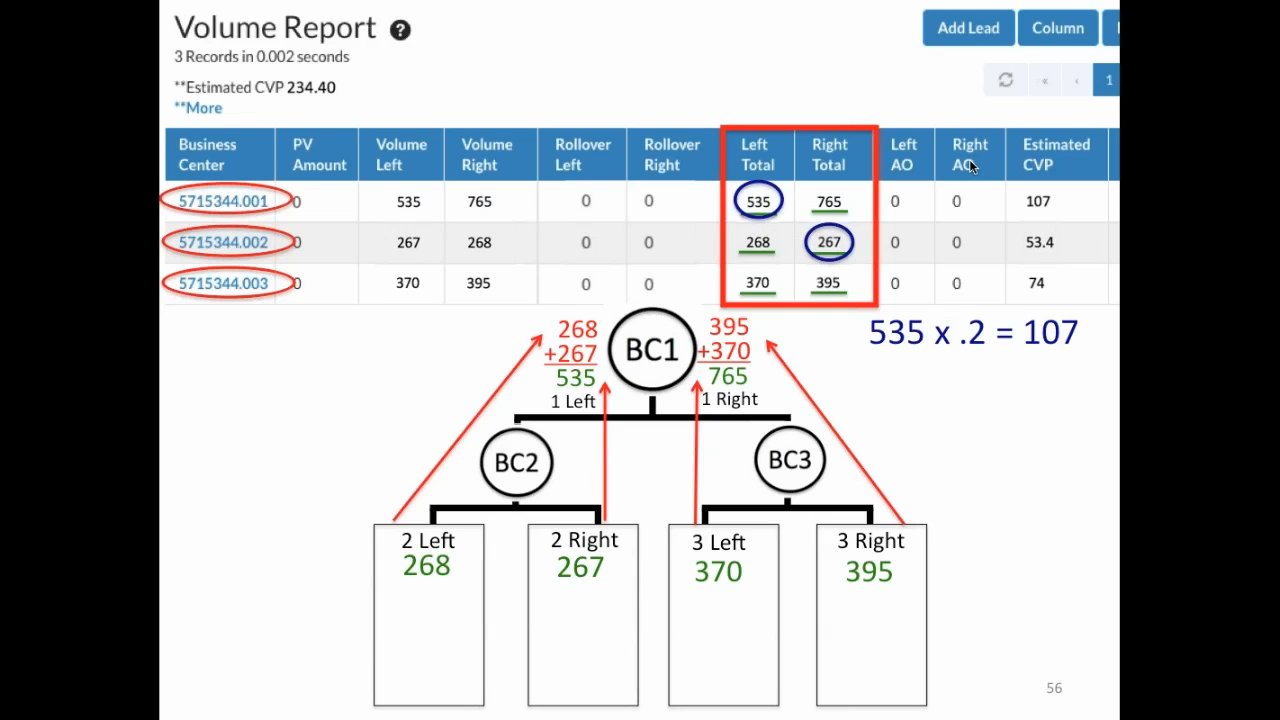 Volume Report ?
Add Lead Column
3 Records in 0.002 seconds
**Estimated CVP 234.40
**More
« ‹ 1
Business Center PV Amount Volume Left Volume Right Rollover Left Rollover Right Left Total Right Total Left AO Right AO Estimated CVP
5715344.001 0 535 765 0 0 535 765 0 0 107
5715344.002 0 267 268 0 0 268 267 0 0 53.4
5715344.003 0 370 395 0 0 370 395 0 0 74
268 395 535 x .2 = 107
+267 BC1 +370
535 765
1 Left 1 Right
BC2 BC3
2 Left 2 Right 3 Left 3 Right
268 267 370 395
56